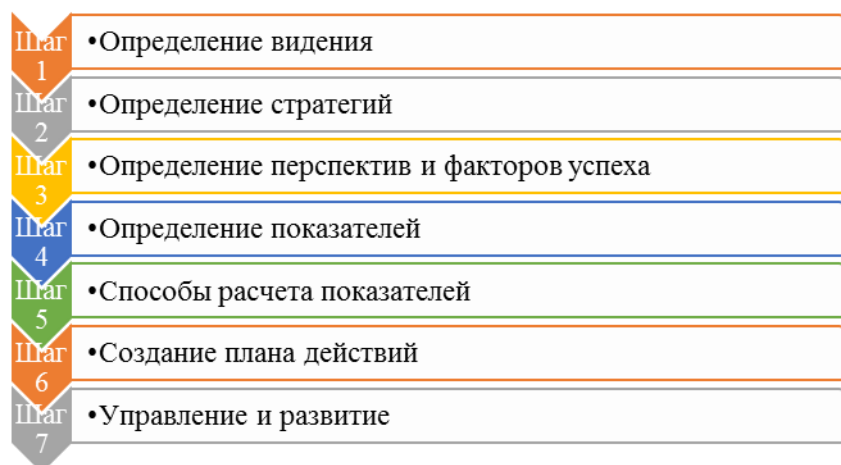 Шаг
1
•Определение видения
Шаг
2
•Определение стратегий
Шаг
3
•Определение перспектив и факторов успеха
Шаг
4
•Определение показателей
Шаг
5
•Способы расчета показателей
Шаг
6
•Создание плана действий
Шаг
7
•Управление и развитие